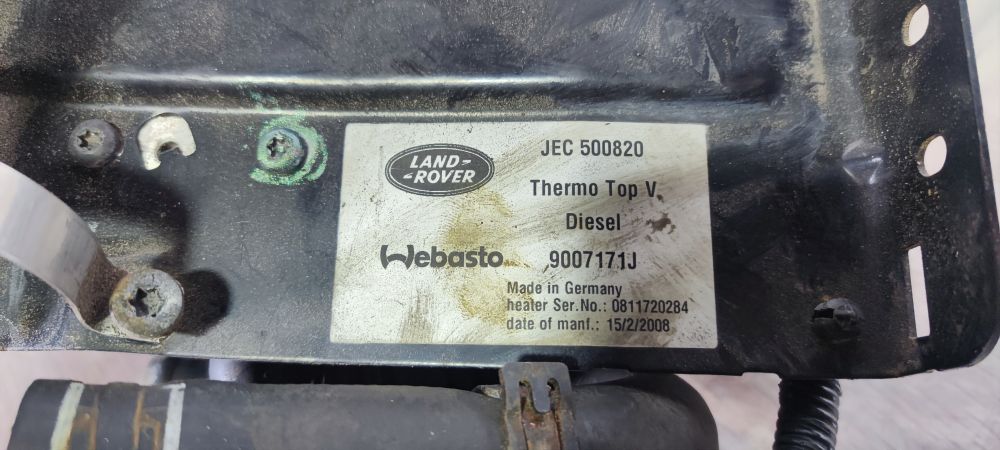 LAND-
-ROVER
JEC 500820
Thermo Top V
Diesel
Webasto 9007171J
Made in Germany
heater Ser.No.: 0811720284
date of manf.: 15/2/2008